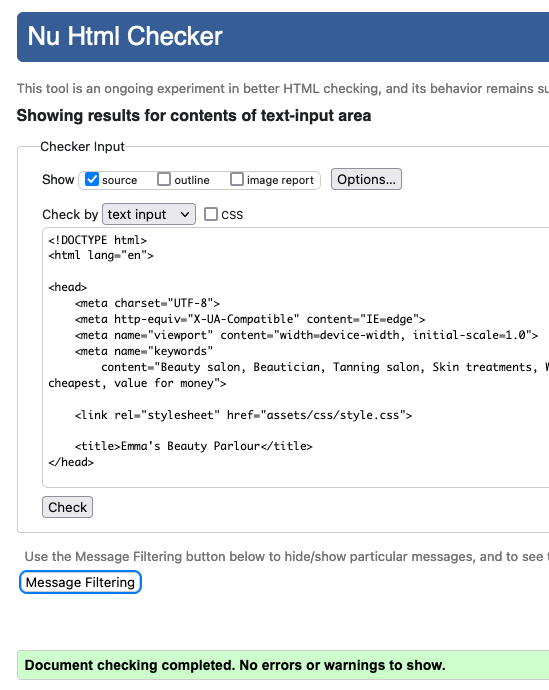 Nu Html Checker
This tool is an ongoing experiment in better HTML checking, and its behavior remains
Showing results for contents of text-input area
Checker Input
Show source outline image report Options...
Check by text input CSS
<!DOCTYPE html>
<html lang="en">
<head>
<meta charset="UTF-8">
<meta http-equiv="X-UA-Compatible" content="IE=edge">
<meta name="viewport" content="width=device-width, initial-scale=1.0">
<meta name="keywords"
content="Beauty salon, Beautician, Tanning salon, Skin treatments,
cheapest, value for money">
<link rel="stylesheet" href="assets/css/style.css">
<title>Emma's Beauty Parlour</title>
</head>
Check
Use the Message Filtering button below to hide/show particular messages, and to see
Message Filtering
Document checking completed. No errors or warnings to show.